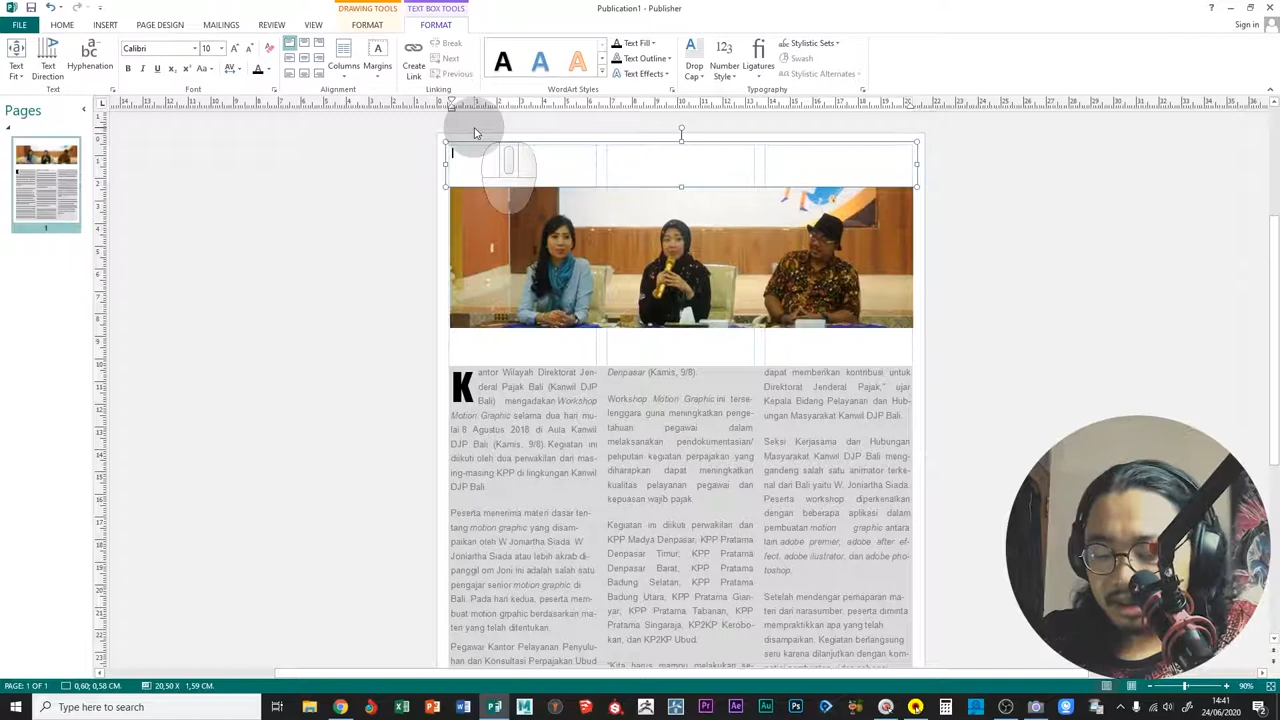 DRAWING TOOLS
TEXT BOX TOOLS
Publication1 - Publisher
FILE
HOME
INSERT
PAGE DESIGN
MAILINGS
REVIEW
VIEW
FORMAT
FORMAT
Sign in
Text Fit
Text Direction
Hyphenation
Text
Calibri
10
Font
Columns
Margins
Alignment
Create Link
Break
Next
Previous
Linking
Text Fill
Text Outline
Text Effects
WordArt Styles
Drop Cap
Number Style
Ligatures
Stylistic Sets
Swash
Stylistic Alternates
Typography
Pages
1
Kantor Wilayah Direktorat Jen-
deral Pajak Bali (Kanwil DJP
Bali) mengadakan Workshop
Motion Graphic selama dua hari mu-
lai 8 Agustus 2018 di Aula Kanwil
DJP Bali (Kamis, 9/8). Kegiatan ini
diikuti oleh dua perwakilan dari mas-
ing-masing KPP di lingkungan Kanwil
DJP Bali
Peserta menerima materi dasar ten-
tang motion graphic yang disam-
paikan oleh W Jomartha Siada. W
Joniartha Siada atau lebih akrab di-
panggil om Joni ini adalah salah satu
pengajar senior motion graphic di
Bali. Pada hari kedua, peserta mem-
buat motion grpahic berdasarkan ma-
teri yang telah ditentukan.
Pegawai Kantor Pelayanan Penyulu-
han dan Konsultasi Perpajakan Ubud
Denpasar (Kamis, 9/8).
Workshop Motion Graphic ini terse-
lenggara guna meningkatkan penge-
tahuan pegawai dalam
melaksanakan pendokumentasian/
peliputan kegiatan perpajakan yang
diharapkan dapat meningkatkan
kualitas pelayanan pegawai dan
kepuasan wajib pajak.
Kegiatan ini diikuti perwakilan dari
KPP Madya Denpasar, KPP Pratama
Denpasar Timur, KPP Pratama
Denpasar Barat, KPP Pratama
Badung Selatan, KPP Pratama
Badung Utara, KPP Pratama Gian-
yar, KPP Pratama Tabanan, KPP
Pratama Singaraja, KP2KP Kerobo-
kan, dan KP2KP Ubud.
"Kita harus mampu melakukan se-
dapat memberikan kontribusi untuk
Direktorat Jenderal Pajak," ujar
Kepala Bidang Pelayanan dan Hub-
ungan Masyarakat Kanwil DJP Bali.
Seksi Kerjasama dan Hubungan
Masyarakat Kanwil DJP Bali meng-
gandeng salah satu animator terke-
nal dari Bali yaitu W. Joniartha Siada.
Peserta workshop diperkenalkan
dengan beberapa aplikasi dalam
pembuatan motion graphic antara
lain adobe premier, adobe after ef-
fect, adobe ilustrator, dan adobe pho-
toshop.
Setelah mendengar pemaparan ma-
teri dari narasumber, peserta diminta
mempraktikkan apa yang telah
disampaikan. Kegiatan berlangsung
seru karena dilanjutkan dengan kom-
PAGE: 1 OF 1
0,60; 0,58 CM.
20,50 X 1,59 CM.
90%
Type here to search
14:41
24/06/2020